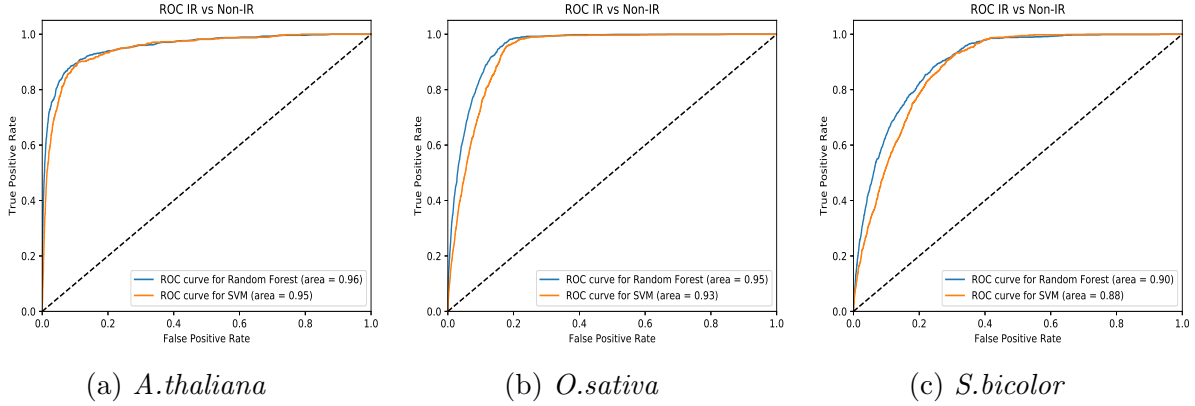 ROC IR vs Non-IR
1.0
0.8
0.6
0.4
0.2
0.0
True Positive Rate
ROC curve for Random Forest (area = 0.96)
ROC curve for SVM (area = 0.95)
0.0 0.2 0.4 0.6 0.8 1.0
False Positive Rate
(a) A.thaliana
ROC IR vs Non-IR
1.0
0.8
0.6
0.4
0.2
0.0
True Positive Rate
ROC curve for Random Forest (area = 0.95)
ROC curve for SVM (area = 0.93)
0.0 0.2 0.4 0.6 0.8 1.0
False Positive Rate
(b) O.sativa
ROC IR vs Non-IR
1.0
0.8
0.6
0.4
0.2
0.0
True Positive Rate
ROC curve for Random Forest (area = 0.90)
ROC curve for SVM (area = 0.88)
0.0 0.2 0.4 0.6 0.8 1.0
False Positive Rate
(c) S.bicolor